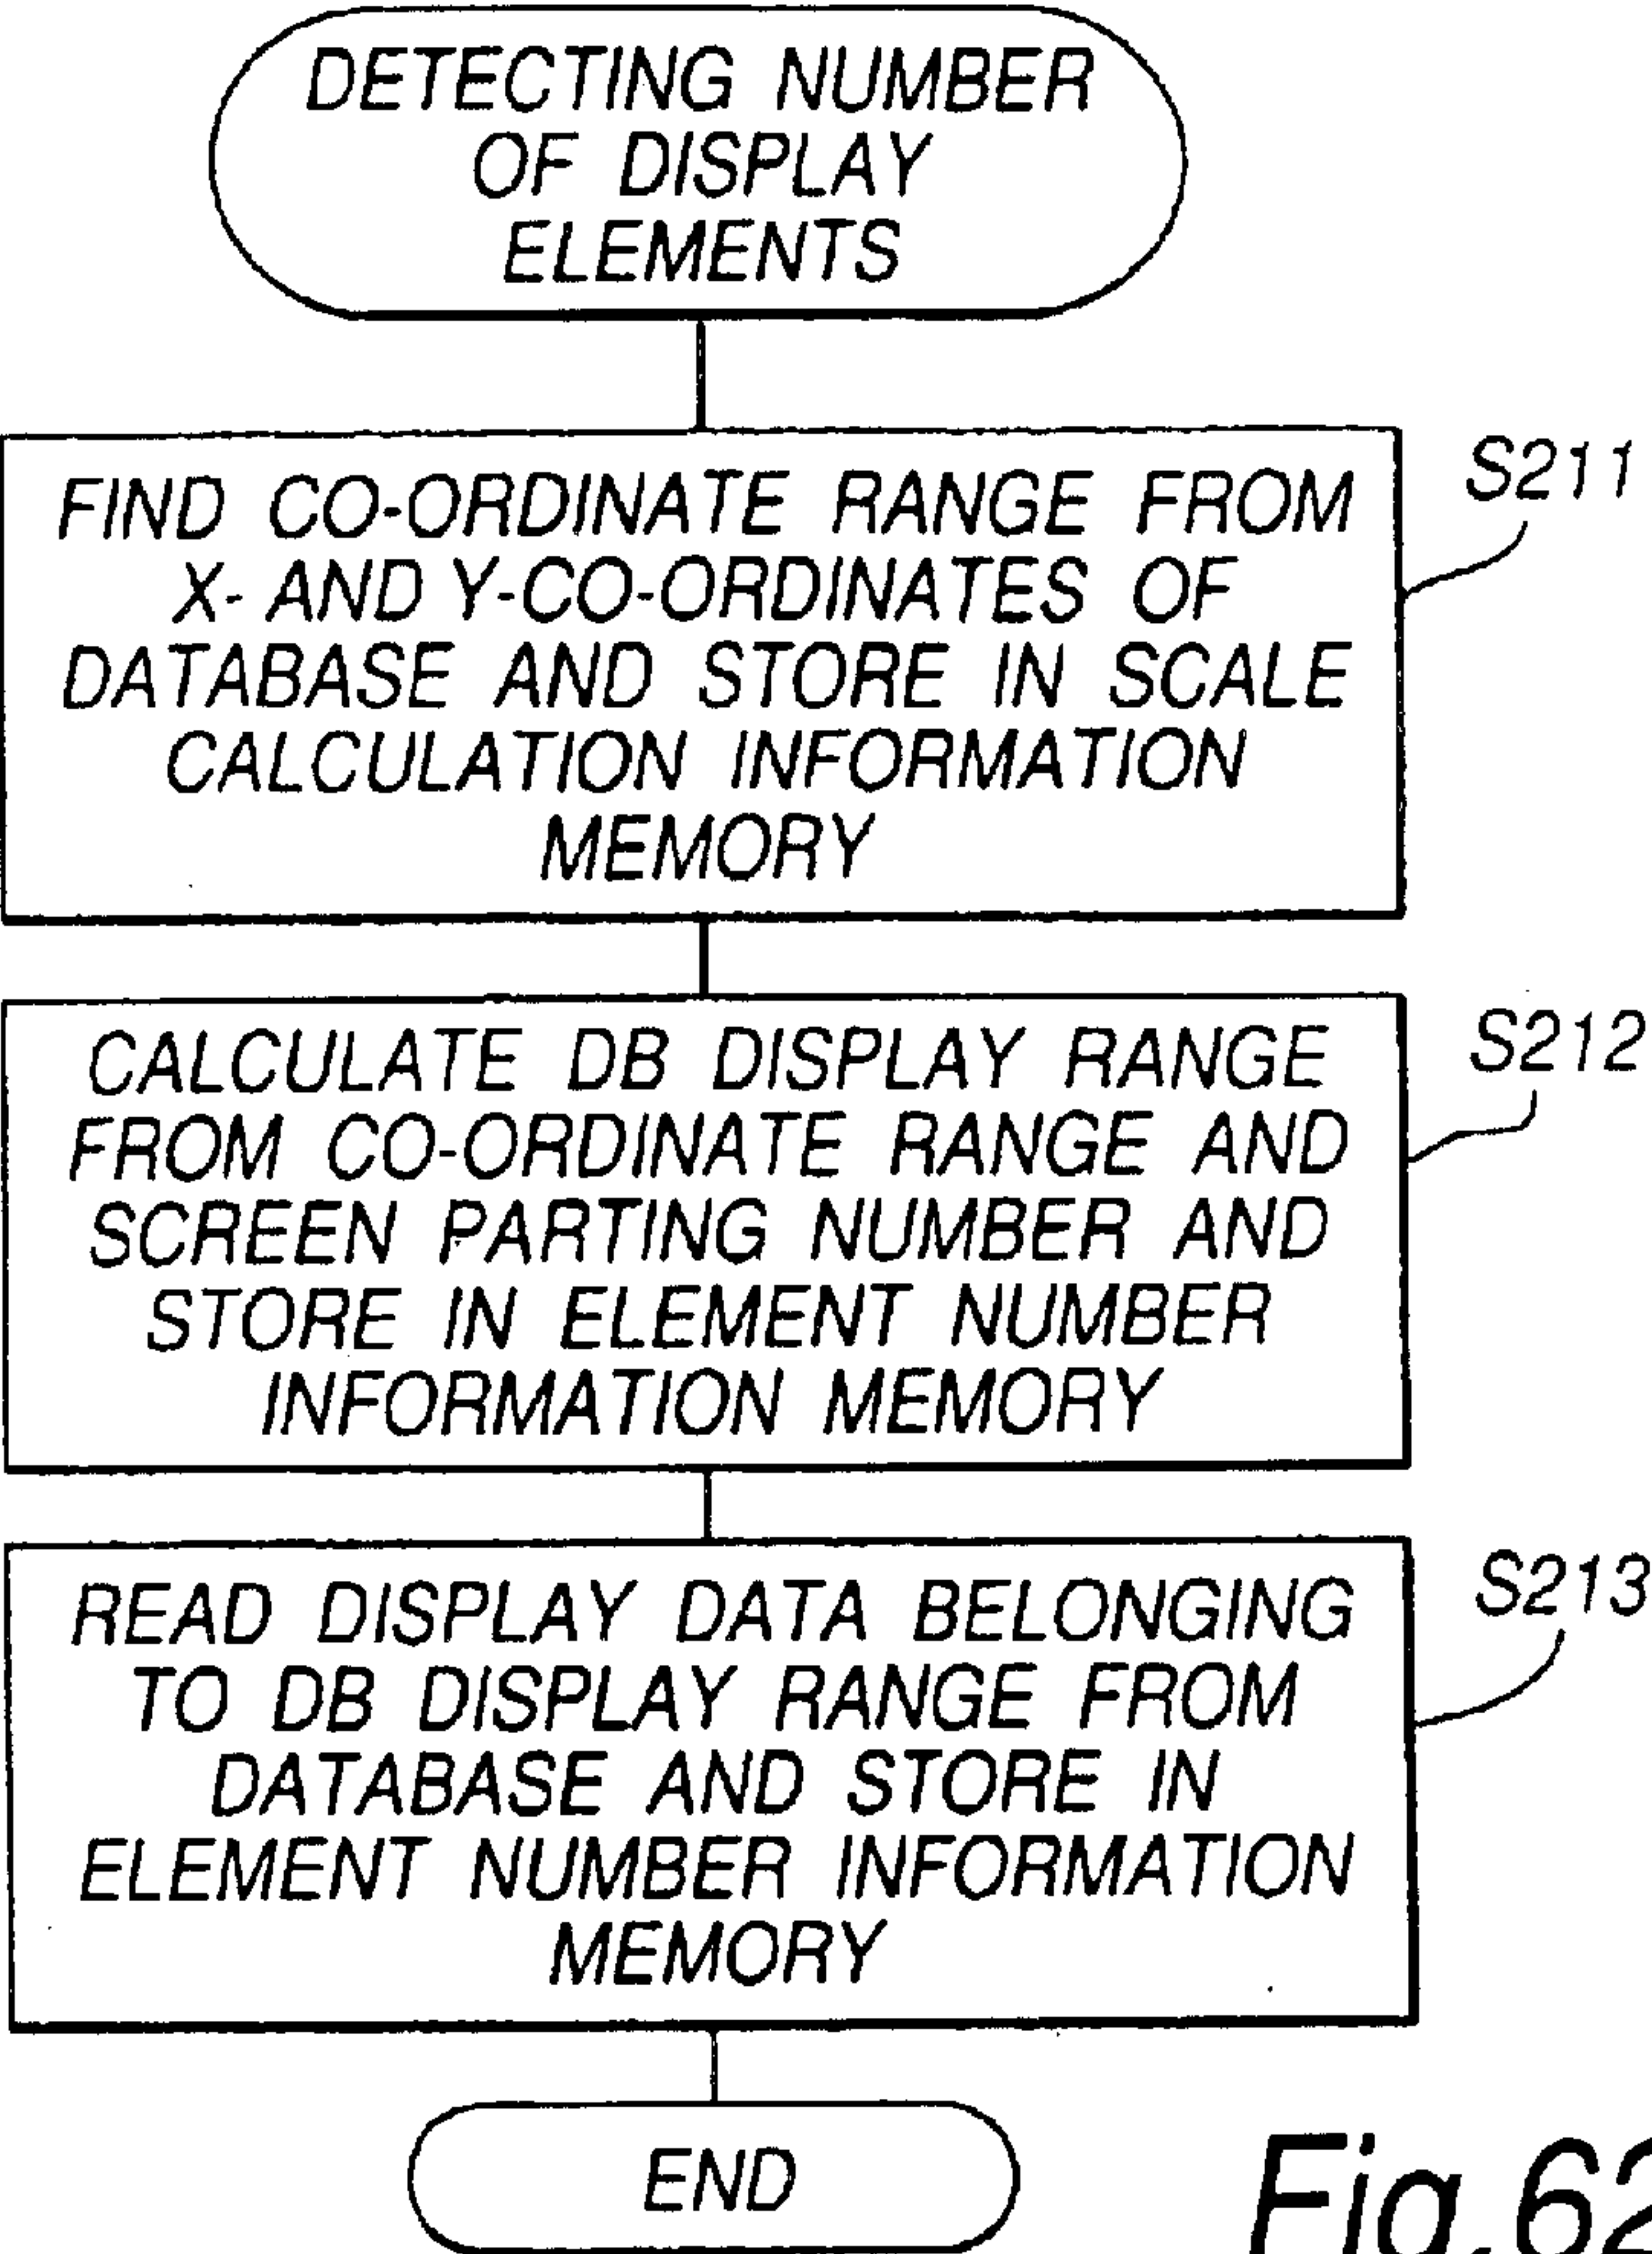 DETECTING NUMBER
OF DISPLAY
ELEMENTS
S211
FIND CO-ORDINATE RANGE FROM
X- AND Y-CO-ORDINATES OF
DATABASE AND STORE IN SCALE
CALCULATION INFORMATION
MEMORY
S212
CALCULATE DB DISPLAY RANGE
FROM CO-ORDINATE RANGE AND
SCREEN PARTING NUMBER AND
STORE IN ELEMENT NUMBER
INFORMATION MEMORY
S213
READ DISPLAY DATA BELONGING
TO DB DISPLAY RANGE FROM
DATABASE AND STORE IN
ELEMENT NUMBER INFORMATION
MEMORY
END
Fig.62